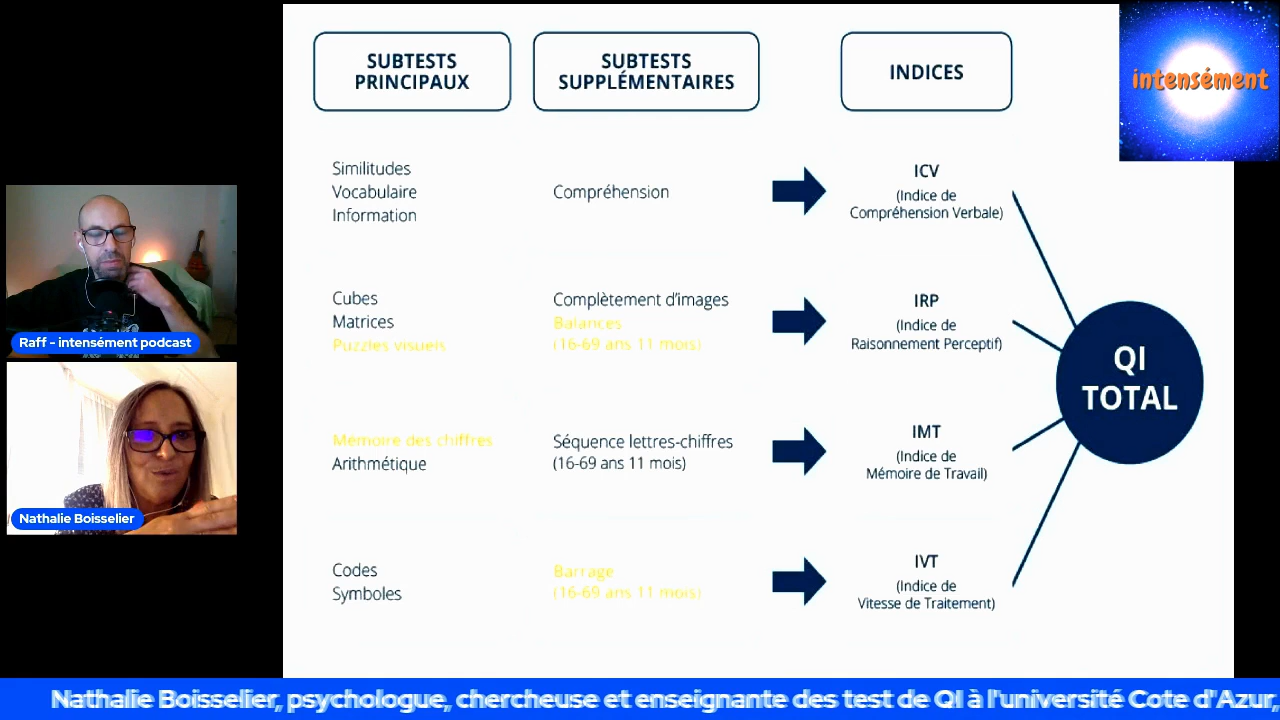 SUBTESTS
PRINCIPAUX
SUBTESTS
SUPPLÉMENTAIRES
INDICES
intensément
Similitudes
Vocabulaire
Information
Compréhension
ICV
(Indice de
Compréhension Verbale)
Cubes
Matrices
Puzzles visuels
Complètement d'images
Balances
(16-69 ans 11 mois)
IRP
(Indice de
Raisonnement Perceptif)
QI
TOTAL
Mémoire des chiffres
Arithmétique
Séquence lettres-chiffres
(16-69 ans 11 mois)
IMT
(Indice de
Mémoire de Travail)
Codes
Symboles
Barrage
(16-69 ans 11 mois)
IVT
(Indice de
Vitesse de Traitement)
Raff - intensément podcast
Nathalie Boisselier
Nathalie Boisselier, psychologue, chercheuse et enseignante des test de QI à l'université Cote d"Azur,